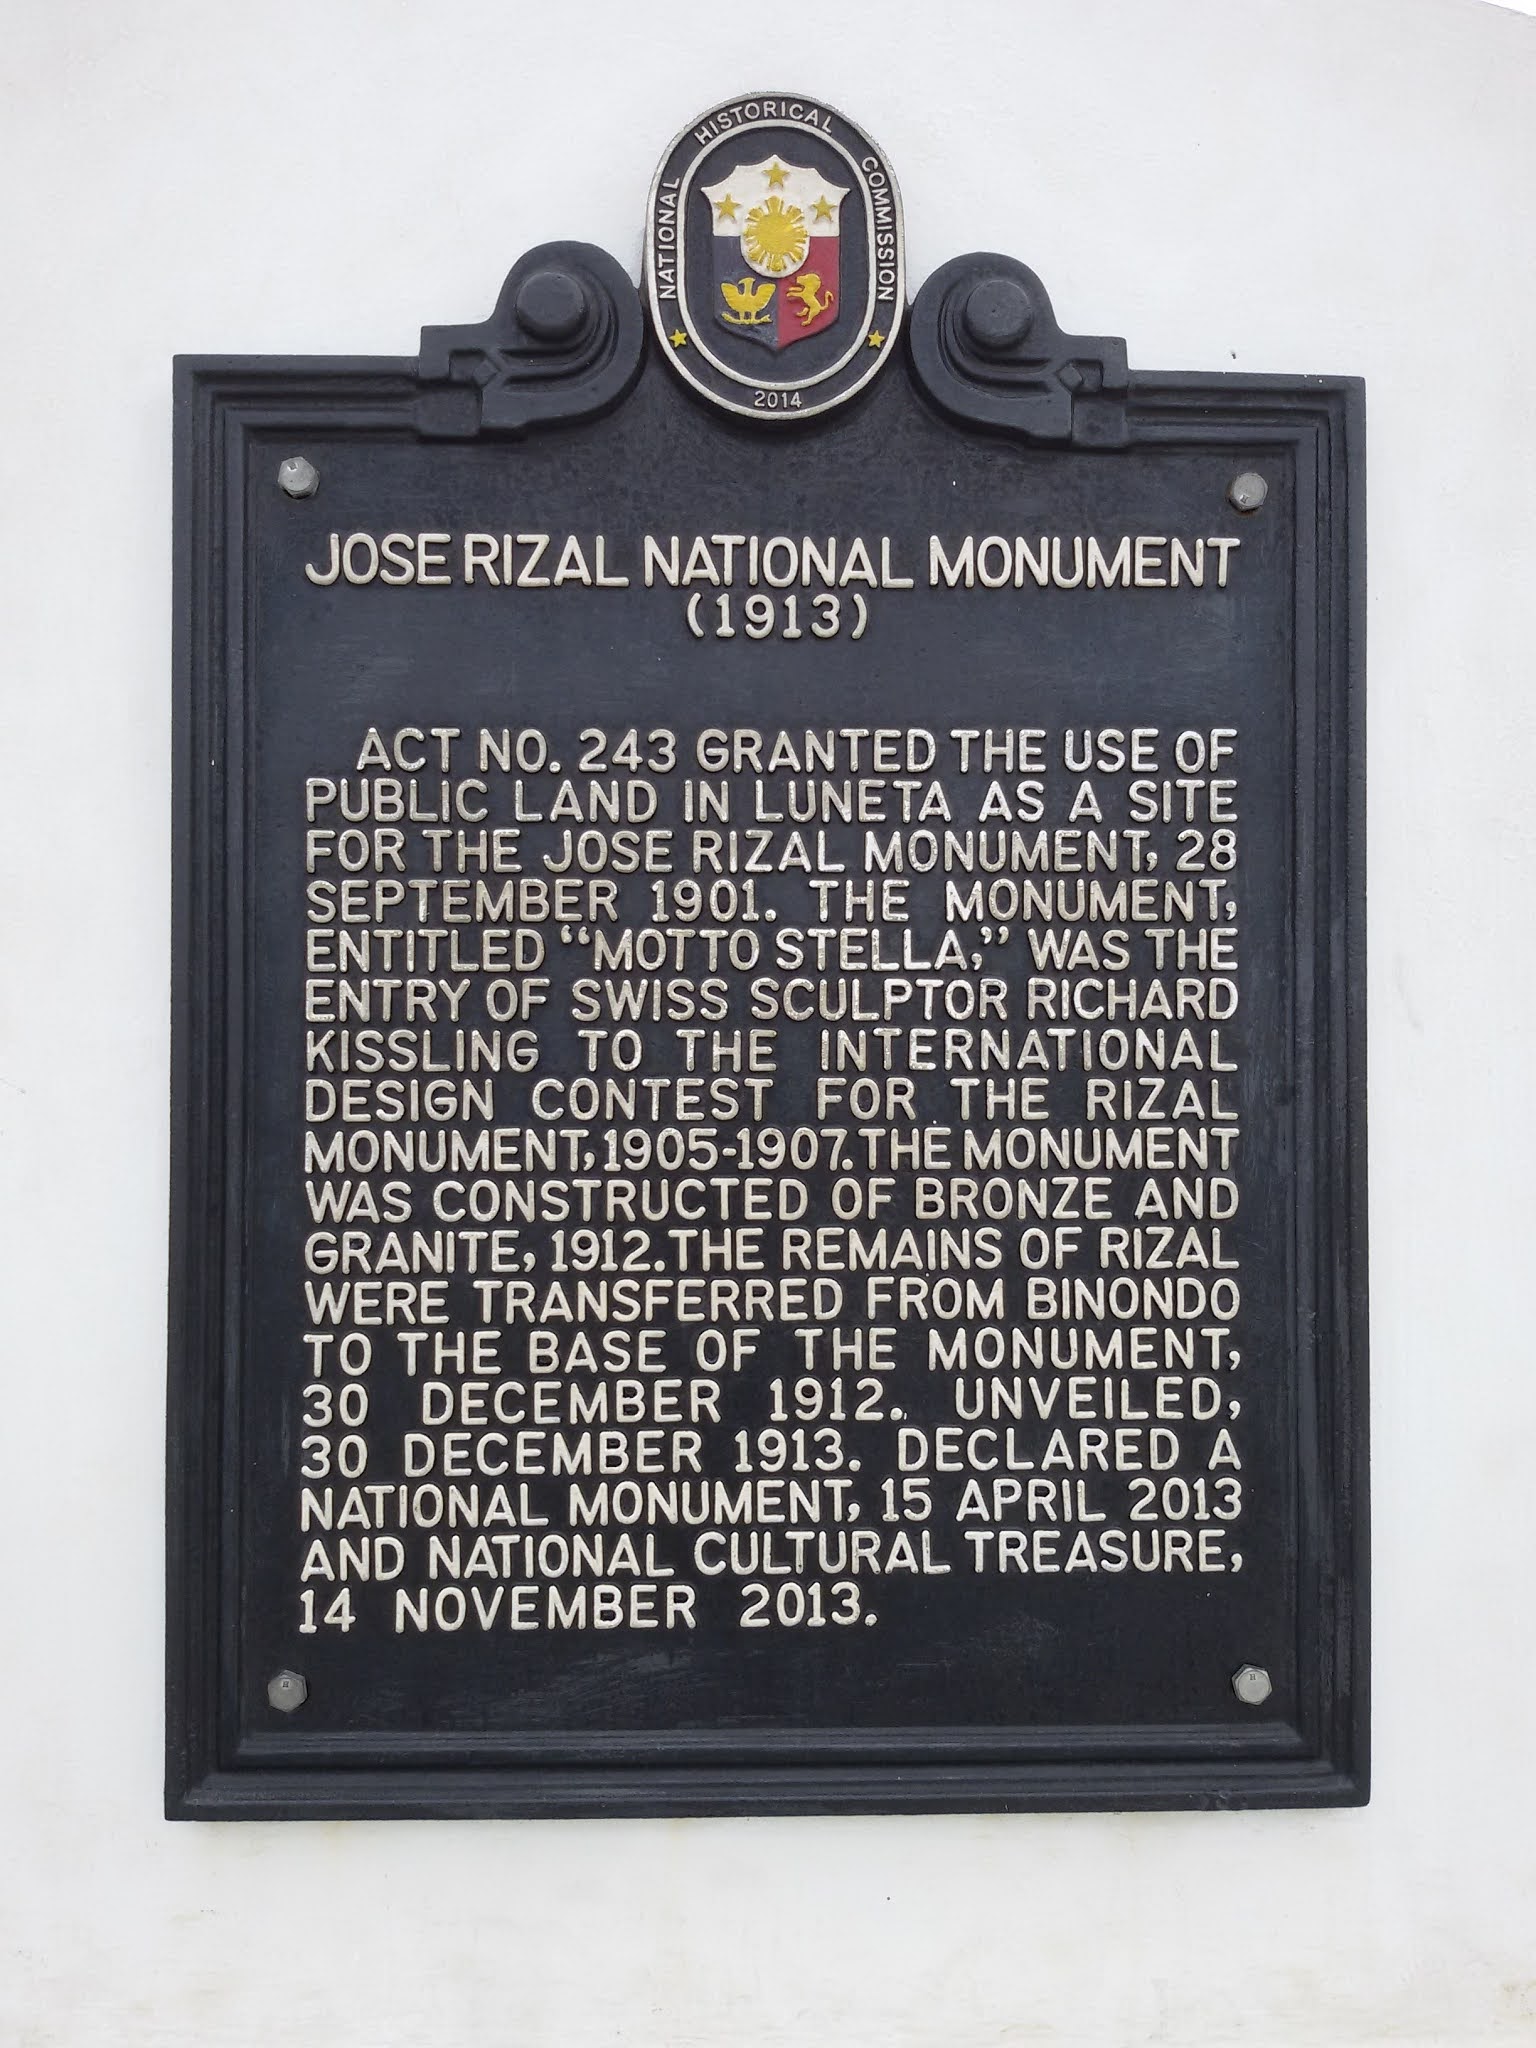 NATIONAL HISTORICAL COMMISSION
2014
JOSE RIZAL NATIONAL MONUMENT
(1913)
ACT NO. 243 GRANTED THE USE OF
PUBLIC LAND IN LUNETA AS A SITE
FOR THE JOSE RIZAL MONUMENT, 28
SEPTEMBER 1901. THE MONUMENT,
ENTITLED “MOTTO STELLA,” WAS THE
ENTRY OF SWISS SCULPTOR RICHARD
KISSLING TO THE INTERNATIONAL
DESIGN CONTEST FOR THE RIZAL
MONUMENT, 1905-1907. THE MONUMENT
WAS CONSTRUCTED OF BRONZE AND
GRANITE, 1912. THE REMAINS OF RIZAL
WERE TRANSFERRED FROM BINONDO
TO THE BASE OF THE MONUMENT,
30 DECEMBER 1912. UNVEILED,
30 DECEMBER 1913. DECLARED A
NATIONAL MONUMENT, 15 APRIL 2013
AND NATIONAL CULTURAL TREASURE,
14 NOVEMBER 2013.